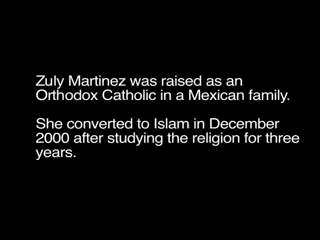 Zuly Martinez was raised as an
Orthodox Catholic in a Mexican family.
She converted to Islam in December
2000 after studying the religion for three
years.